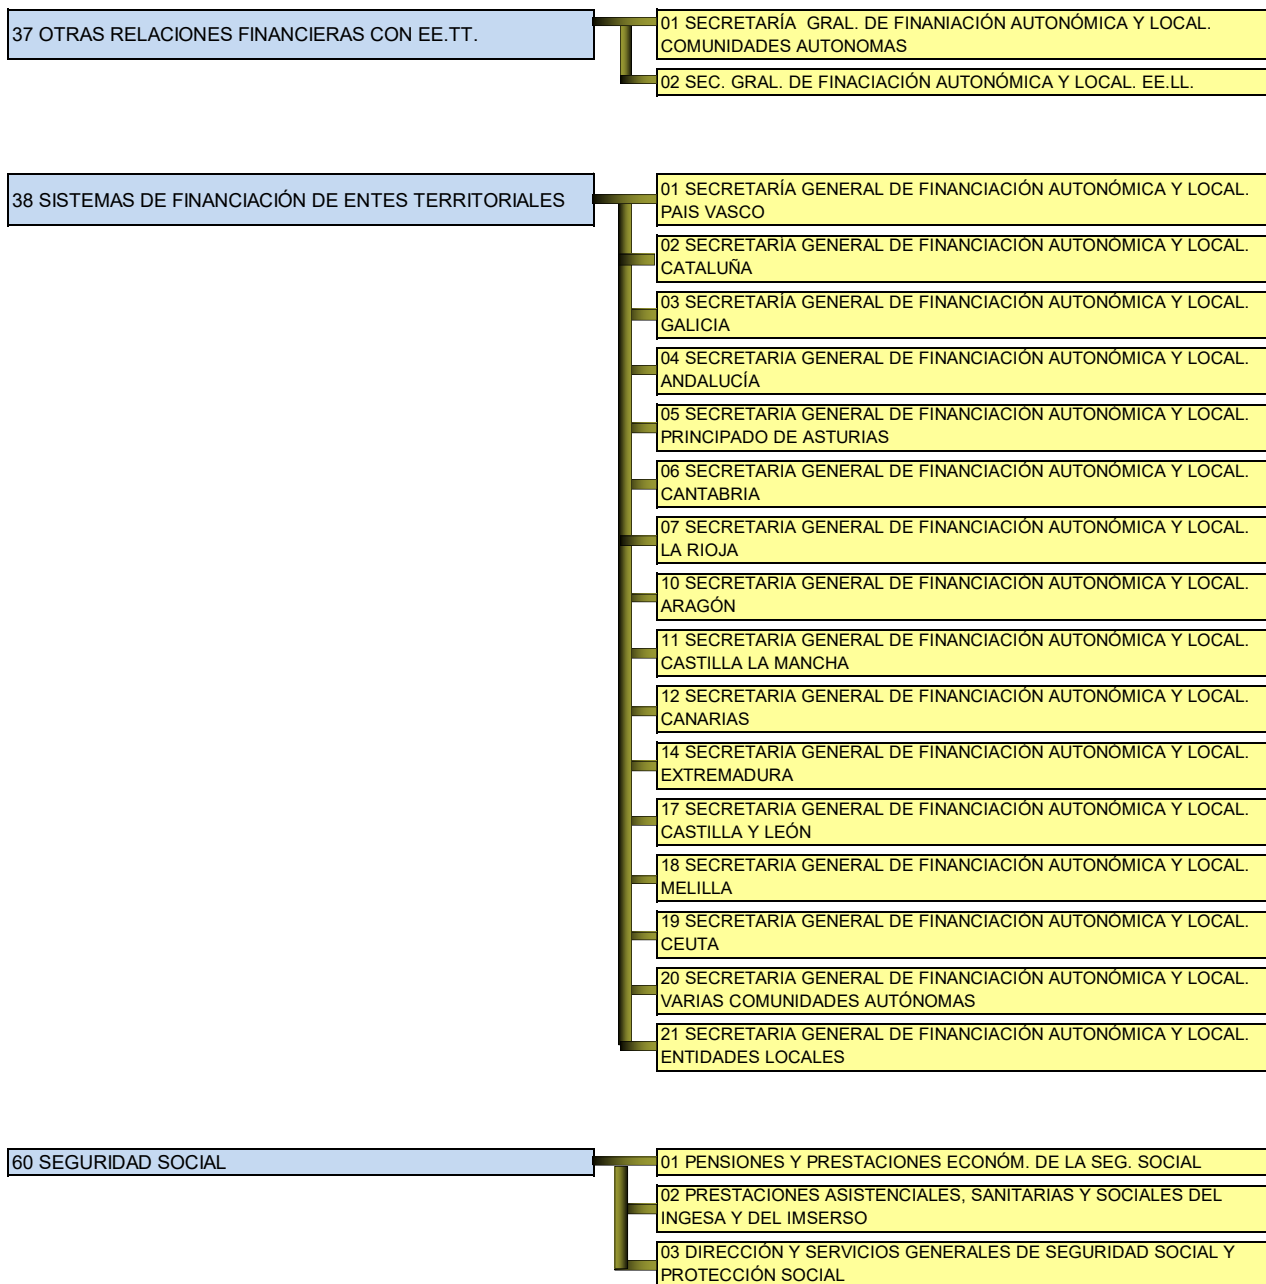 37 OTRAS RELACIONES FINANCIERAS CON EE.TT.
01 SECRETARÍA  GRAL. DE FINANIACIÓN AUTONÓMICA Y LOCAL.
COMUNIDADES AUTONOMAS
02 SEC. GRAL. DE FINACIACIÓN AUTONÓMICA Y LOCAL. EE.LL.
38 SISTEMAS DE FINANCIACIÓN DE ENTES TERRITORIALES
01 SECRETARÍA GENERAL DE FINANCIACIÓN AUTONÓMICA Y LOCAL.
PAIS VASCO
02 SECRETARÍA GENERAL DE FINANCIACIÓN AUTONÓMICA Y LOCAL.
CATALUÑA
03 SECRETARÍA GENERAL DE FINANCIACIÓN AUTONÓMICA Y LOCAL.
GALICIA
04 SECRETARIA GENERAL DE FINANCIACIÓN AUTONÓMICA Y LOCAL.
ANDALUCÍA
05 SECRETARIA GENERAL DE FINANCIACIÓN AUTONÓMICA Y LOCAL.
PRINCIPADO DE ASTURIAS
06 SECRETARIA GENERAL DE FINANCIACIÓN AUTONÓMICA Y LOCAL.
CANTABRIA
07 SECRETARIA GENERAL DE FINANCIACIÓN AUTONÓMICA Y LOCAL.
LA RIOJA
10 SECRETARIA GENERAL DE FINANCIACIÓN AUTONÓMICA Y LOCAL.
ARAGÓN
11 SECRETARIA GENERAL DE FINANCIACIÓN AUTONÓMICA Y LOCAL.
CASTILLA LA MANCHA
12 SECRETARIA GENERAL DE FINANCIACIÓN AUTONÓMICA Y LOCAL.
CANARIAS
14 SECRETARIA GENERAL DE FINANCIACIÓN AUTONÓMICA Y LOCAL.
EXTREMADURA
17 SECRETARIA GENERAL DE FINANCIACIÓN AUTONÓMICA Y LOCAL.
CASTILLA Y LEÓN
18 SECRETARIA GENERAL DE FINANCIACIÓN AUTONÓMICA Y LOCAL.
MELILLA
19 SECRETARIA GENERAL DE FINANCIACIÓN AUTONÓMICA Y LOCAL.
CEUTA
20 SECRETARIA GENERAL DE FINANCIACIÓN AUTONÓMICA Y LOCAL.
VARIAS COMUNIDADES AUTÓNOMAS
21 SECRETARIA GENERAL DE FINANCIACIÓN AUTONÓMICA Y LOCAL.
ENTIDADES LOCALES
60 SEGURIDAD SOCIAL
01 PENSIONES Y PRESTACIONES ECONÓM. DE LA SEG. SOCIAL
02 PRESTACIONES ASISTENCIALES, SANITARIAS Y SOCIALES DEL
INGESA Y DEL IMSERSO
03 DIRECCIÓN Y SERVICIOS GENERALES DE SEGURIDAD SOCIAL Y
PROTECCIÓN SOCIAL